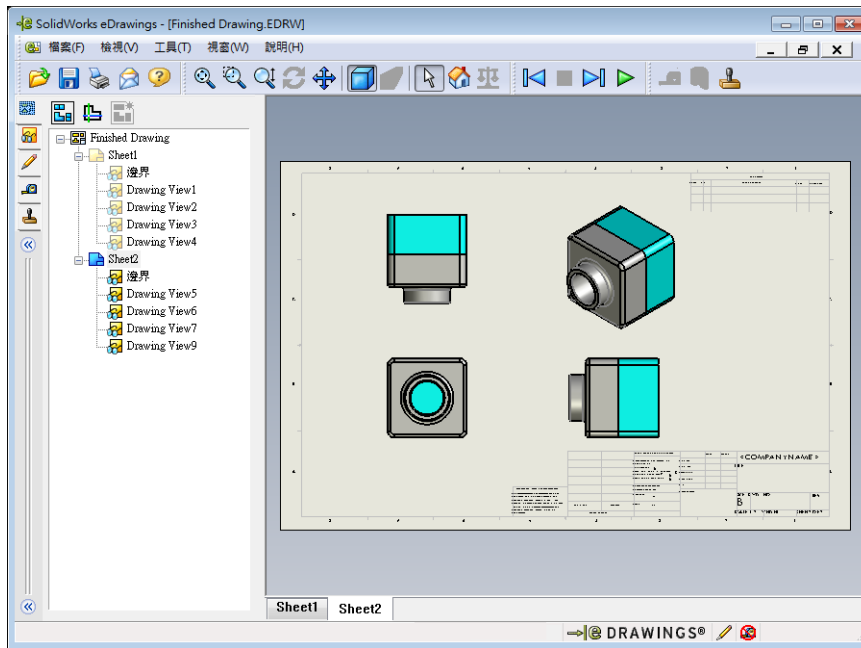 SolidWorks eDrawings - [Finished Drawing.EDRW]
檔案(F) 檢視(V) 工具(T) 視窗(W) 說明(H)
Finished Drawing
Sheet1
邊界
Drawing View1
Drawing View2
Drawing View3
Drawing View4
Sheet2
邊界
Drawing View5
Drawing View6
Drawing View7
Drawing View9
<COMPANYNAME>
B
Sheet1 Sheet2
DRAWINGS®